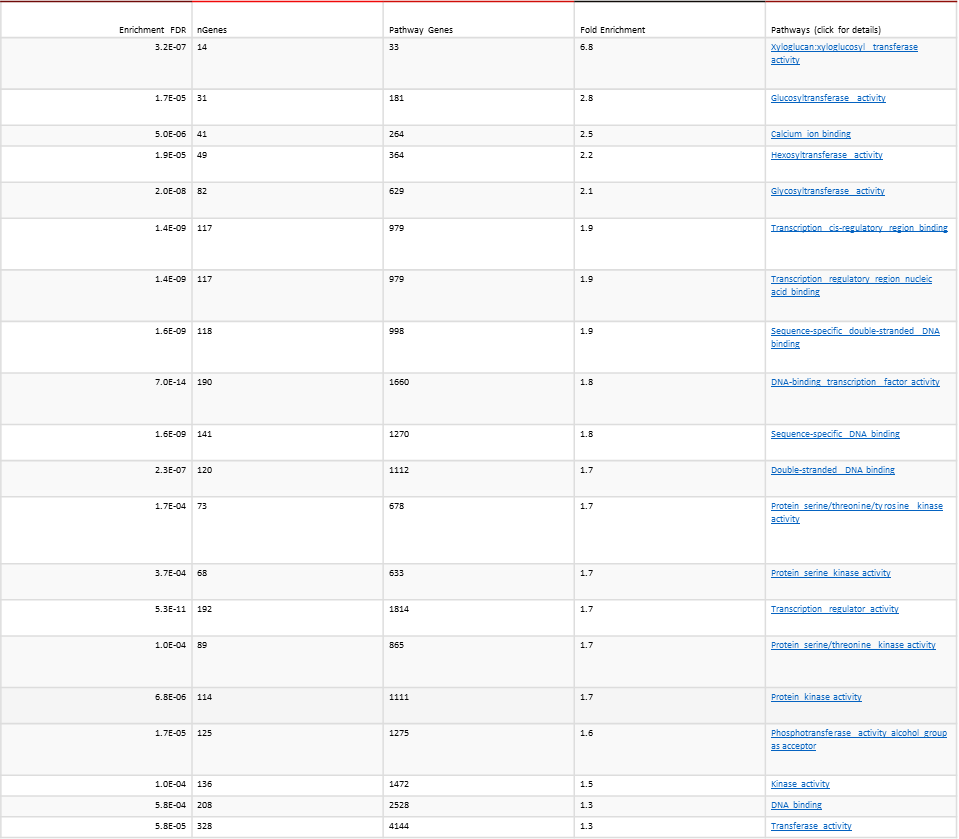 Enrichment FDR nGenes Pathway Genes Fold Enrichment Pathways (click for details)
3.2E-07 14 33 6.8 Xyloglucan:xyloglucosyl transferase
activity
1.7E-05 31 181 2.8 Glucosyltransferase activity
5.0E-06 41 264 2.5 Calcium ion binding
1.9E-05 49 364 2.2 Hexosyltransferase activity
2.0E-08 82 629 2.1 Glycosyltransferase activity
1.4E-09 117 979 1.9 Transcription cis-regulatory region binding
1.4E-09 117 979 1.9 Transcription regulatory region nucleic
acid binding
1.6E-09 118 998 1.9 Sequence-specific double-stranded DNA
binding
7.0E-14 190 1660 1.8 DNA-binding transcription factor activity
1.6E-09 141 1270 1.8 Sequence-specific DNA binding
2.3E-07 120 1112 1.7 Double-stranded DNA binding
1.7E-04 73 678 1.7 Protein serine/threonine/tyrosine kinase
activity
3.7E-04 68 633 1.7 Protein serine kinase activity
5.3E-11 192 1814 1.7 Transcription regulator activity
1.0E-04 89 865 1.7 Protein serine/threonine kinase activity
6.8E-06 114 1111 1.7 Protein kinase activity
1.7E-05 125 1275 1.6 Phosphotransferase activity alcohol group
as acceptor
1.0E-04 136 1472 1.5 Kinase activity
5.8E-04 208 2528 1.3 DNA binding
5.8E-05 328 4144 1.3 Transferase activity